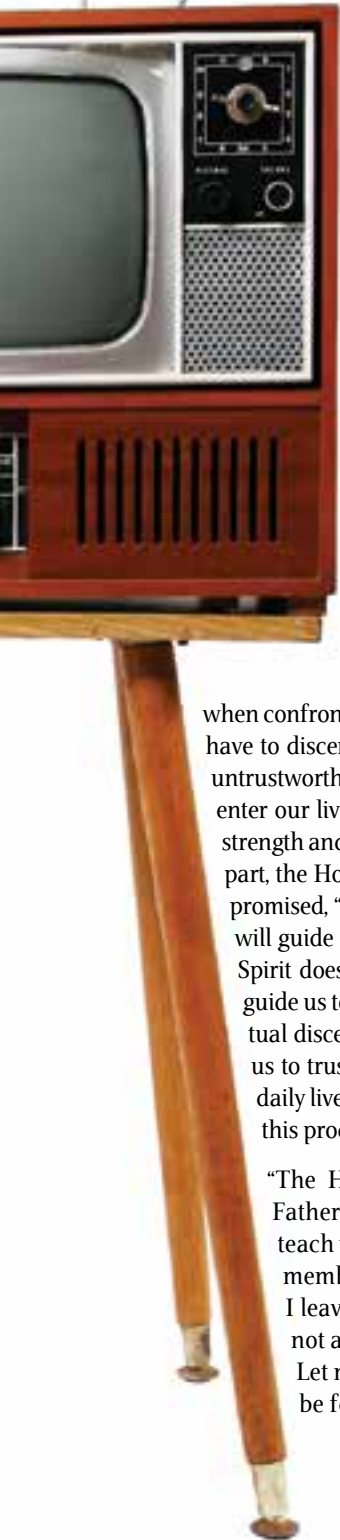 when confron
have to discer
untrustworth
enter our liv
strength and
part, the Ho
promised, “
will guide
Spirit does
guide us to
tual disce
us to trus
daily live
this proc
“The H
Father
teach
memb
I leav
not a
Let
be fo